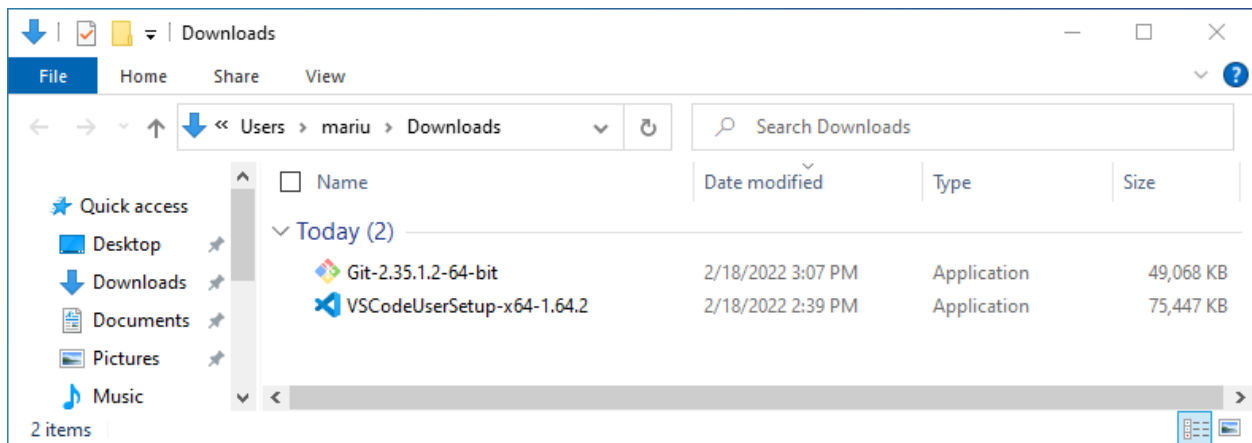 Downloads
File Home Share View
« Users › mariu › Downloads
Search Downloads
Name Date modified Type Size
Quick access
Desktop
Downloads
Documents
Pictures
Music
Today (2)
Git-2.35.1.2-64-bit 2/18/2022 3:07 PM Application 49,068 KB
VSCodeUserSetup-x64-1.64.2 2/18/2022 2:39 PM Application 75,447 KB
2 items